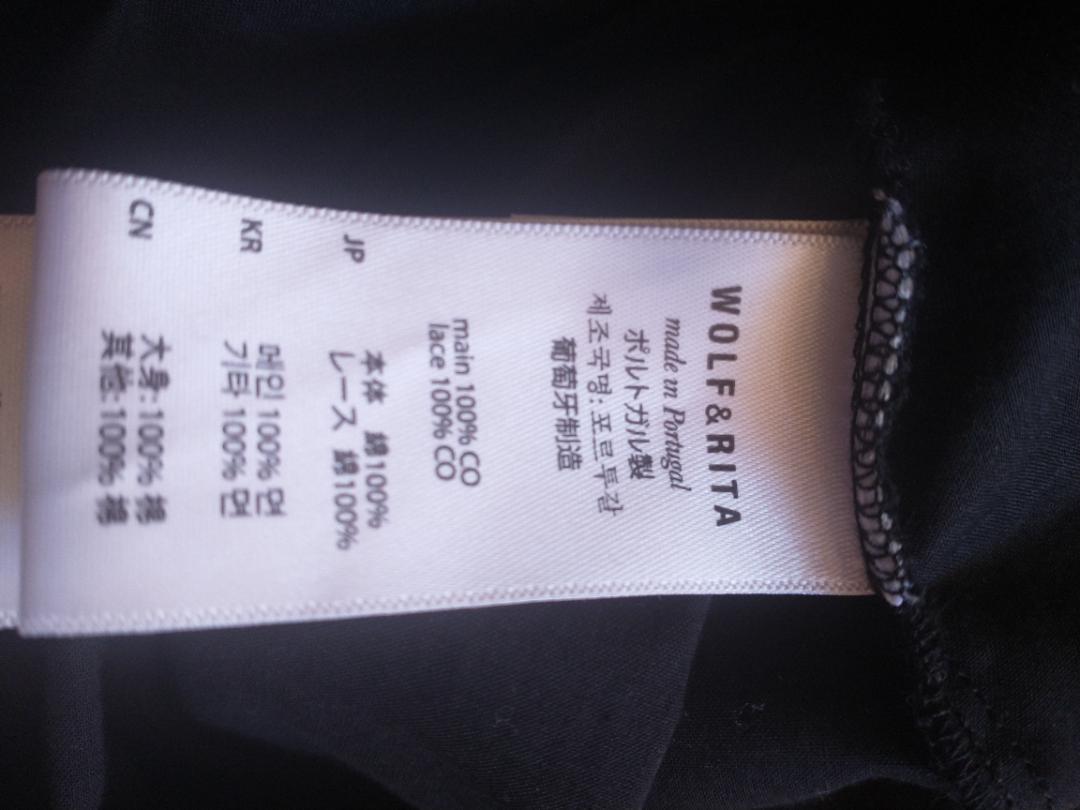 WOLF&RITA
made in Portugal
ポルトガル製
제조국명: 포르투갈
葡萄牙制造
main 100% CO
lace 100% CO
JP
本体 綿100%
レース 綿100%
KR
메인 100% 면
기타 100% 면
CN
大身: 100% 棉
其他: 100% 棉